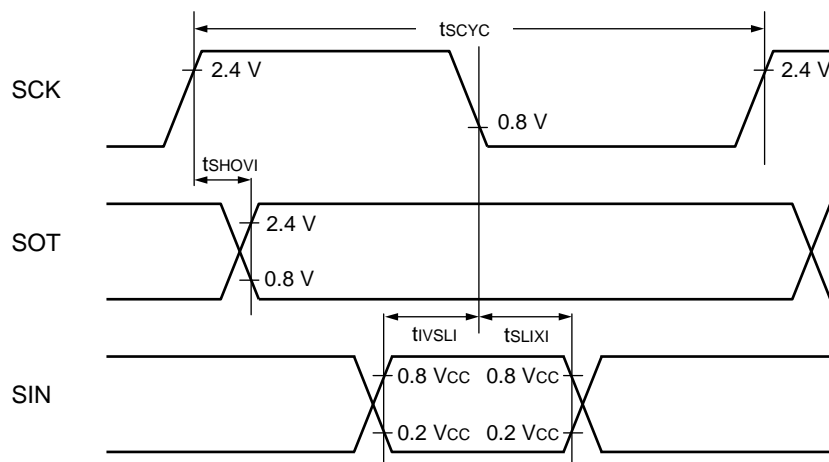 tSCYC
SCK
2.4 V
2.4 V
0.8 V
tSHOVI
SOT
2.4 V
0.8 V
tIVSLI
tSLIXI
SIN
0.8 VCC
0.8 VCC
0.2 VCC
0.2 VCC